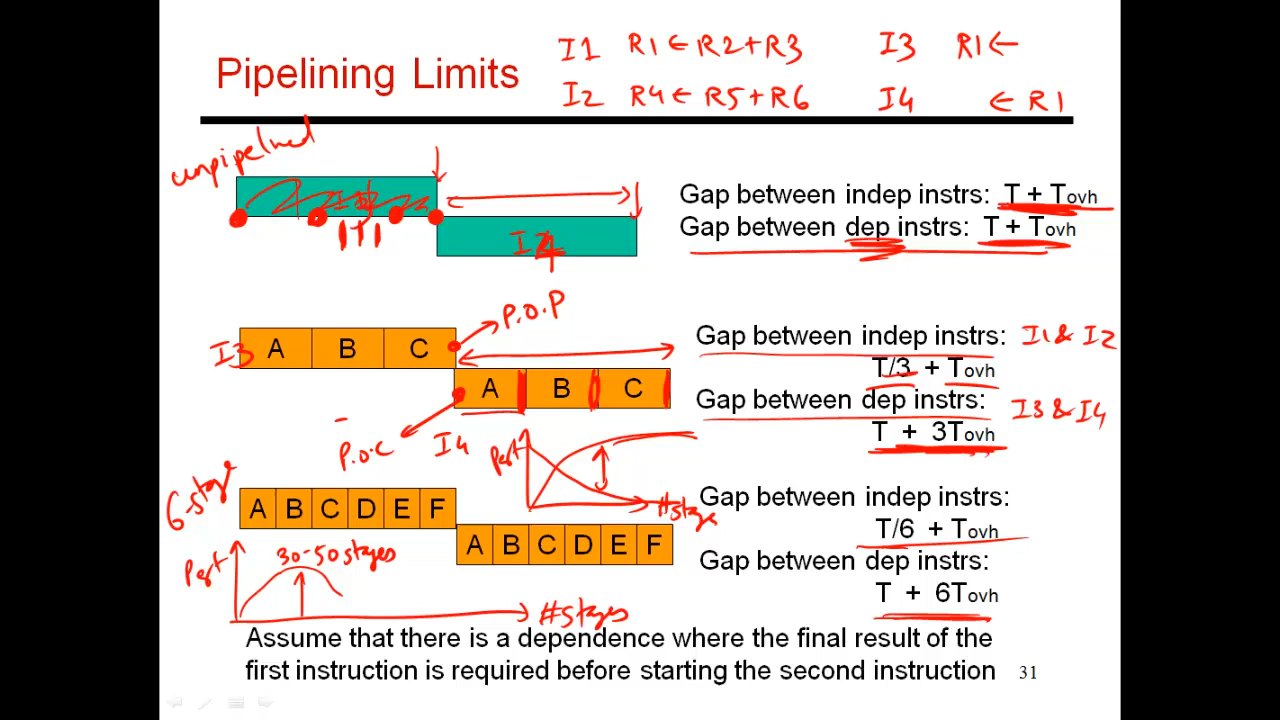 I1 R1 ← R2 + R3 I3 R1 ←
Pipelining Limits
I2 R4 ← R5 + R6 I4 ← R1
unpipelined
Gap between indep instrs: T + Tovh
Gap between dep instrs: T + Tovh
P.O.P
I3 A B C
Gap between indep instrs: I1 & I2
T/3 + Tovh
A B C
Gap between dep instrs: I3 & I4
T + 3Tovh
P.O.C I4
Perf
#stages
6-stage
A B C D E F
Gap between indep instrs:
T/6 + Tovh
A B C D E F
Gap between dep instrs:
T + 6Tovh
Perf 30-50 stages
#stages
Assume that there is a dependence where the final result of the
first instruction is required before starting the second instruction 31